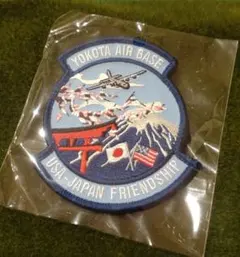 YOKOTA AIR BASE
USA-JAPAN FRIENDSHIP